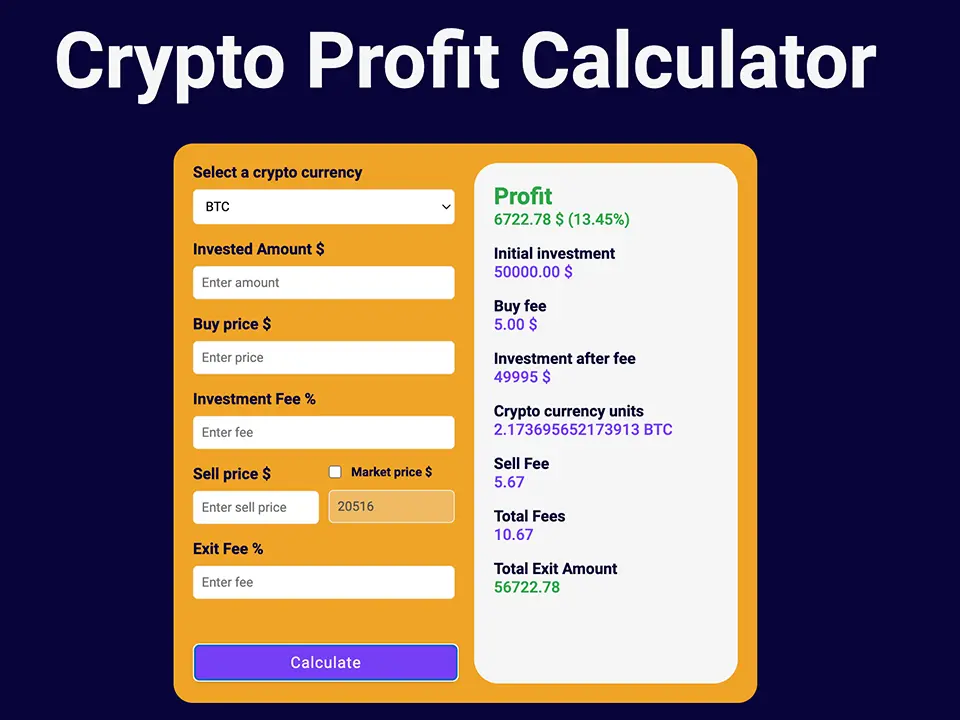 Crypto Profit Calculator
Select a crypto currency
BTC
Invested Amount $
Enter amount
Buy price $
Enter price
Investment Fee %
Enter fee
Sell price $
Market price $
Enter sell price
20516
Exit Fee %
Enter fee
Calculate
Profit
6722.78 $ (13.45%)
Initial investment
50000.00 $
Buy fee
5.00 $
Investment after fee
49995 $
Crypto currency units
2.173695652173913 BTC
Sell Fee
5.67
Total Fees
10.67
Total Exit Amount
56722.78